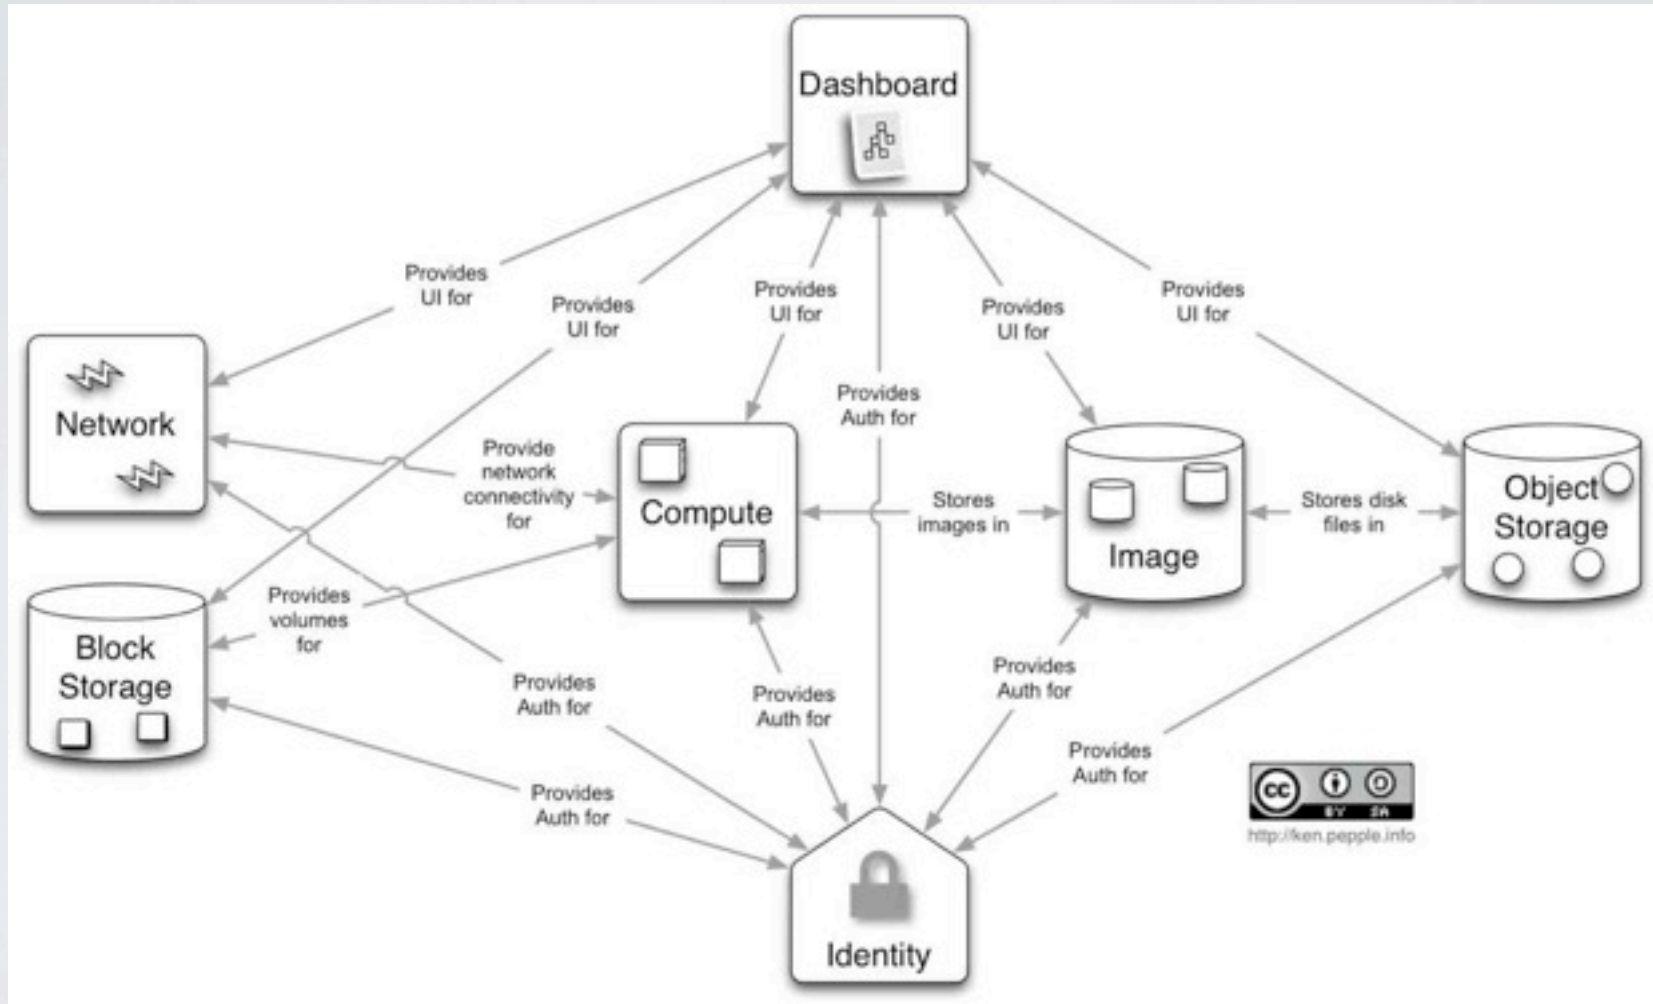 Dashboard
Provides
UI for
Provides
UI for
Provides
UI for
Provides
UI for
Provides
UI for
Network
Provides
Auth for
Provide
network
connectivity
for
Compute
Stores
images in
Image
Stores disk
files in
Object
Storage
Provides
volumes
for
Block
Storage
Provides
Auth for
Provides
Auth for
Provides
Auth for
Provides
Auth for
Provides
Auth for
cc
BY SA
http://ken.pepple.info
Identity